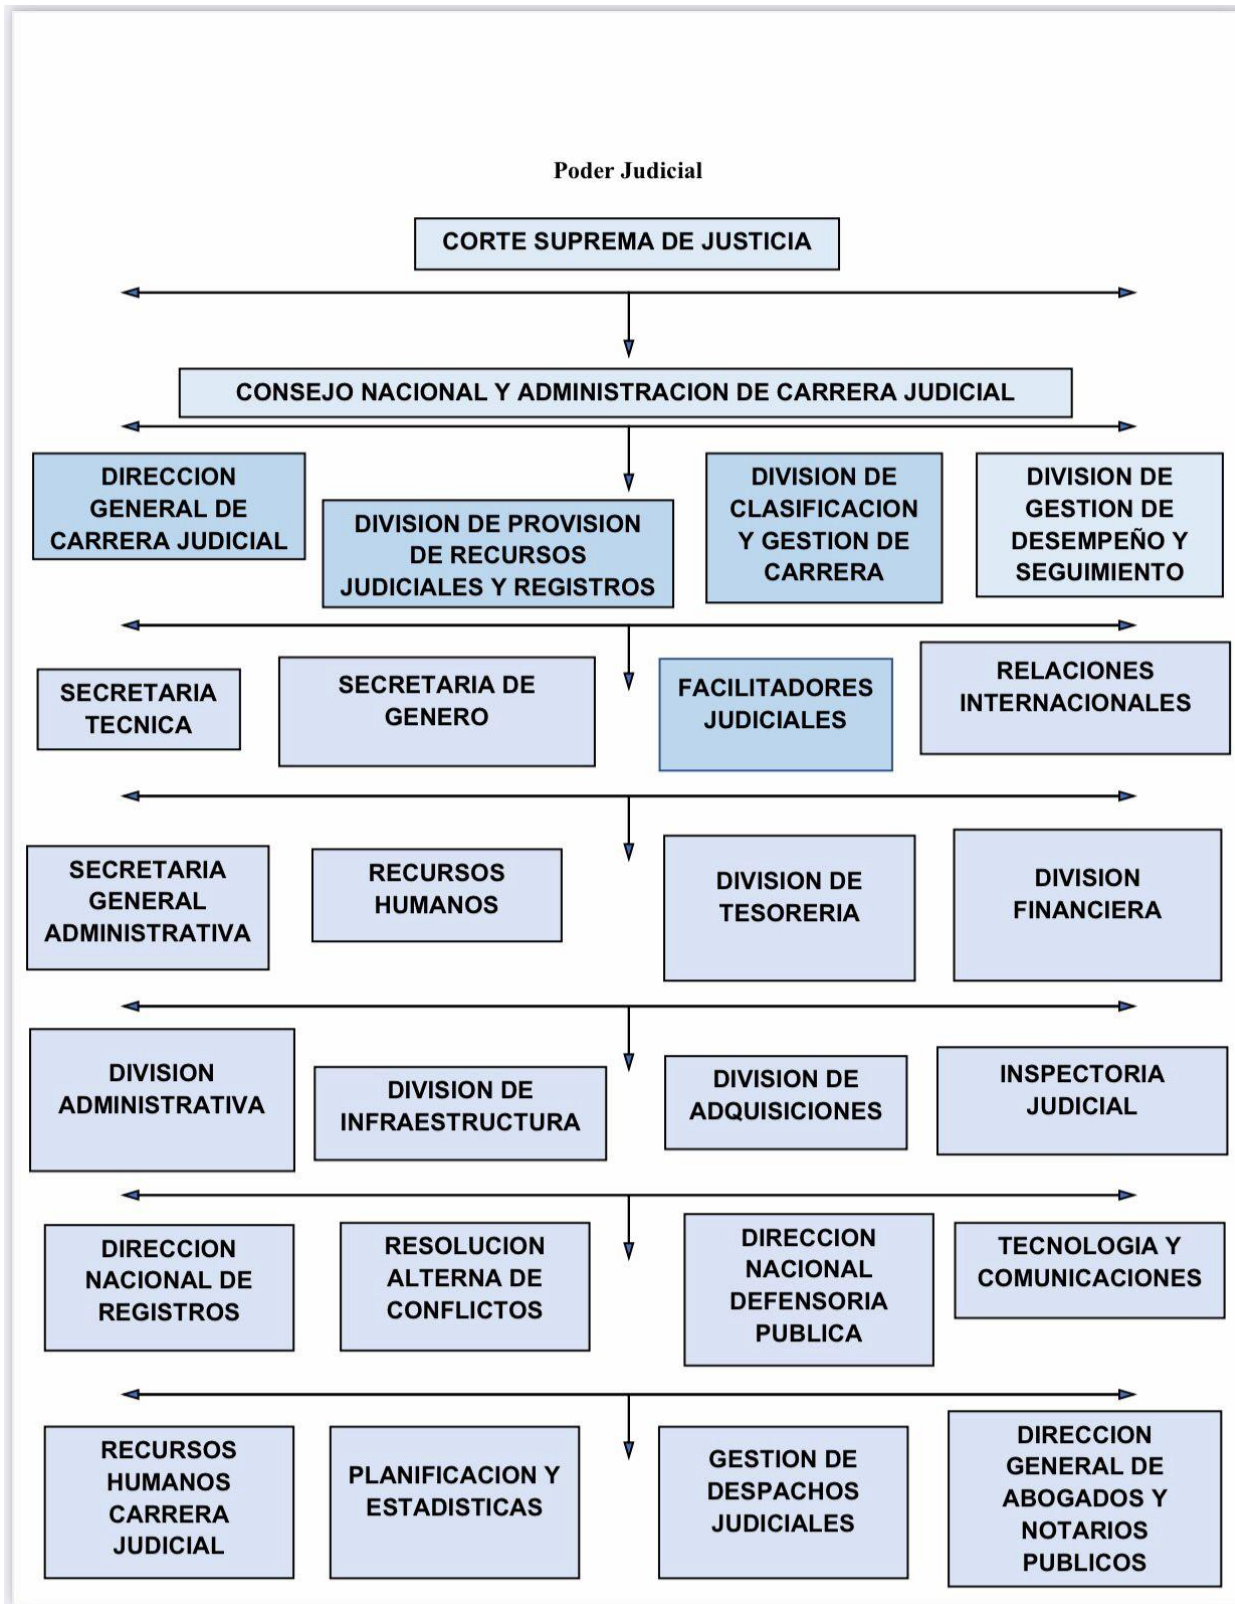 Poder Judicial
CORTE SUPREMA DE JUSTICIA
CONSEJO NACIONAL Y ADMINISTRACION DE CARRERA JUDICIAL
DIRECCION
GENERAL DE
CARRERA JUDICIAL
DIVISION DE PROVISION
DE RECURSOS
JUDICIALES Y REGISTROS
DIVISION DE
CLASIFICACION
Y GESTION DE
CARRERA
DIVISION DE
GESTION DE
DESEMPEÑO Y
SEGUIMIENTO
SECRETARIA
TECNICA
SECRETARIA DE
GENERO
FACILITADORES
JUDICIALES
RELACIONES
INTERNACIONALES
SECRETARIA
GENERAL
ADMINISTRATIVA
RECURSOS
HUMANOS
DIVISION DE
TESORERIA
DIVISION
FINANCIERA
DIVISION
ADMINISTRATIVA
DIVISION DE
INFRAESTRUCTURA
DIVISION DE
ADQUISICIONES
INSPECTORIA
JUDICIAL
DIRECCION
NACIONAL DE
REGISTROS
RESOLUCION
ALTERNA DE
CONFLICTOS
DIRECCION
NACIONAL
DEFENSORIA
PUBLICA
TECNOLOGIA Y
COMUNICACIONES
RECURSOS
HUMANOS
CARRERA
JUDICIAL
PLANIFICACION Y
ESTADISTICAS
GESTION DE
DESPACHOS
JUDICIALES
DIRECCION
GENERAL DE
ABOGADOS Y
NOTARIOS
PUBLICOS